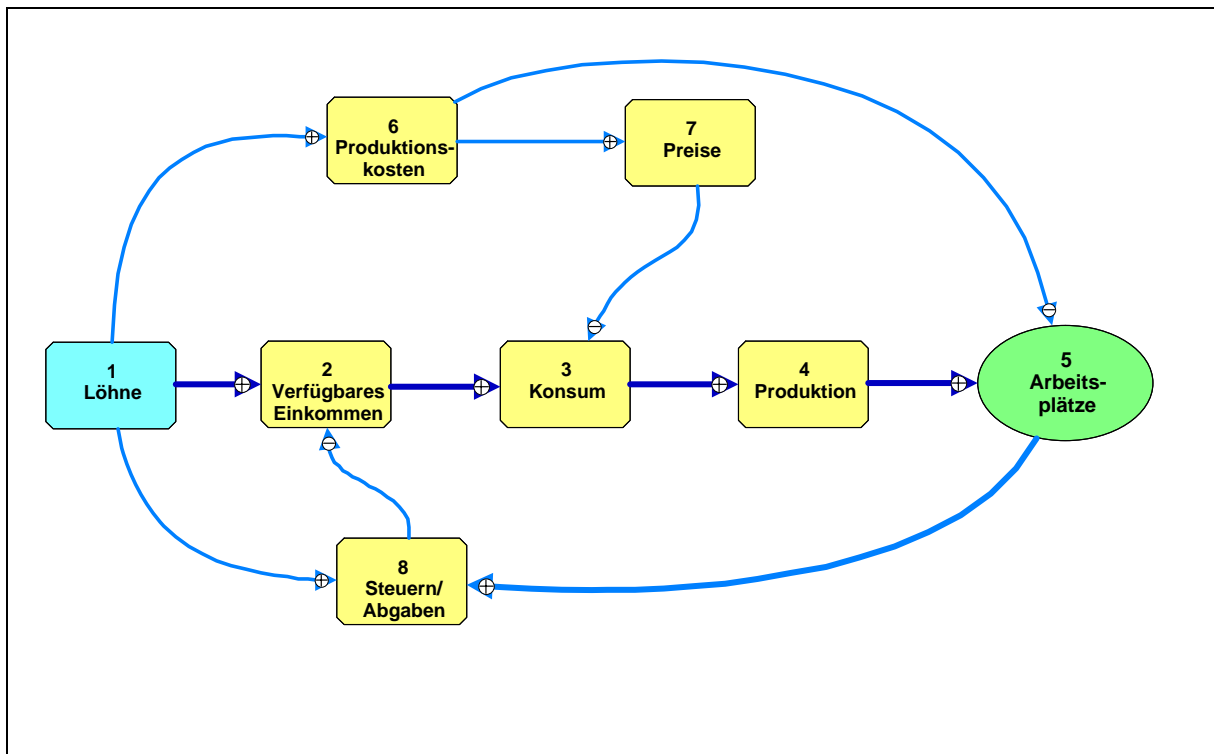 6
Produktions-
kosten
7
Preise
1
Löhne
2
Verfügbares
Einkommen
3
Konsum
4
Produktion
5
Arbeits-
plätze
8
Steuern/
Abgaben